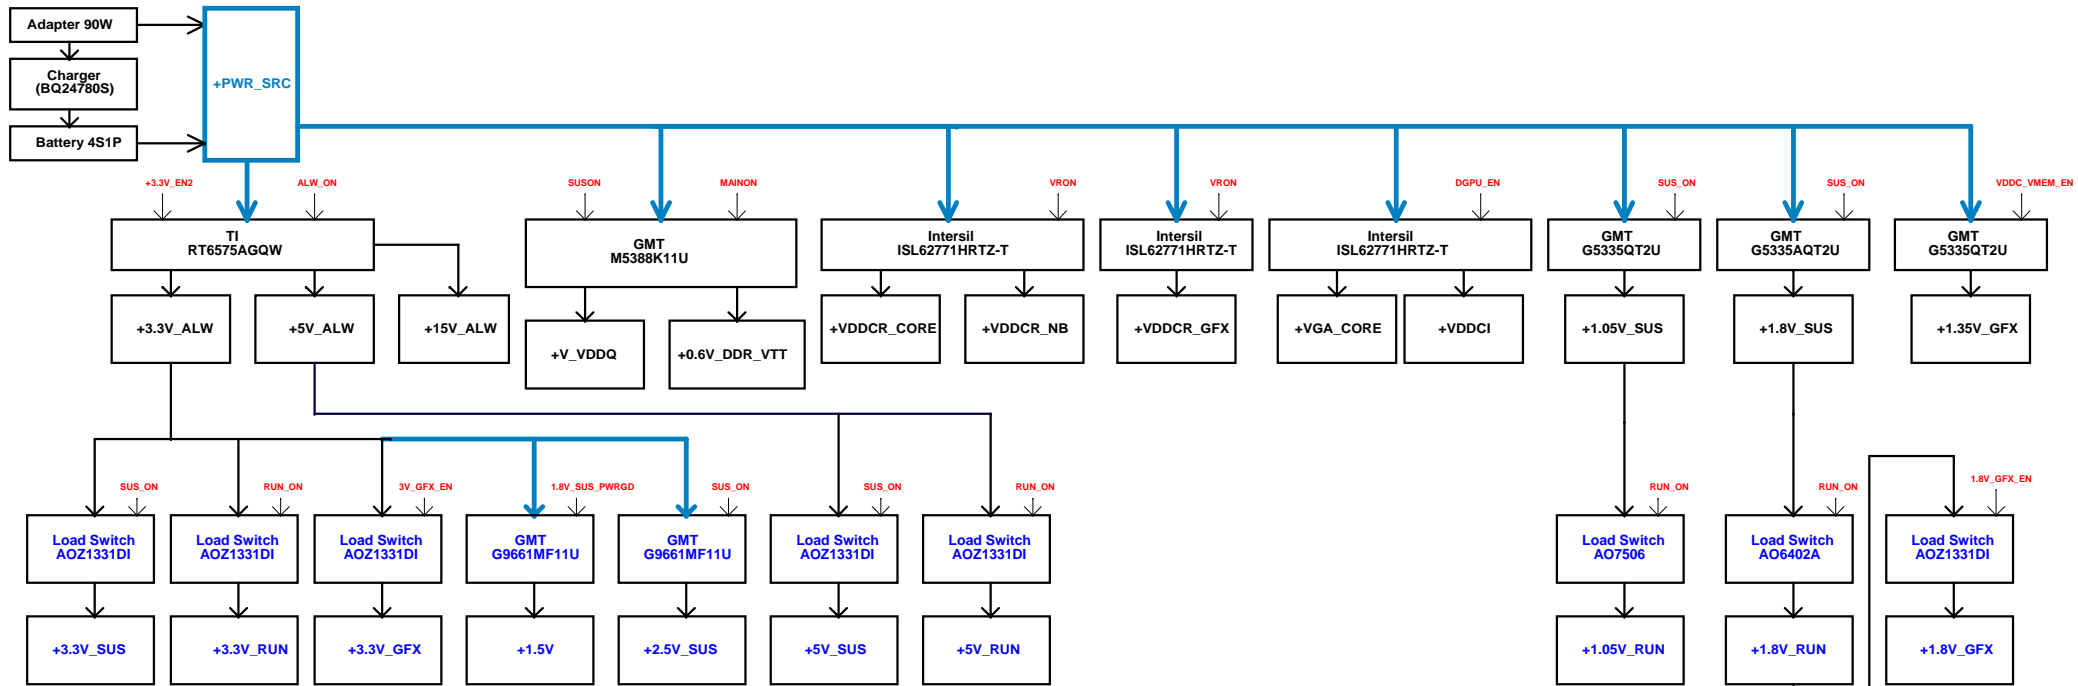 Adapter 90W
Charger
(BQ24780S)
Battery 4S1P
+PWR_SRC
+3.3V_EN2
ALW_ON
SUSON
MAINON
VRON
VRON
DGPU_EN
SUS_ON
SUS_ON
VDDC_VMEM_EN
TI
RT6575AGQW
GMT
M5388K11U
Intersil
ISL62771HRTZ-T
Intersil
ISL62771HRTZ-T
Intersil
ISL62771HRTZ-T
GMT
G5335QT2U
GMT
G5335AQT2U
GMT
G5335QT2U
+3.3V_ALW
+5V_ALW
+15V_ALW
+V_VDDQ
+0.6V_DDR_VTT
+VDDCR_CORE
+VDDCR_NB
+VDDCR_GFX
+VGA_CORE
+VDDCI
+1.05V_SUS
+1.8V_SUS
+1.35V_GFX
SUS_ON
RUN_ON
3V_GFX_EN
1.8V_SUS_PWRGD
SUS_ON
SUS_ON
RUN_ON
RUN_ON
RUN_ON
1.8V_GFX_EN
Load Switch
AOZ1331DI
Load Switch
AOZ1331DI
Load Switch
AOZ1331DI
GMT
G9661MF11U
GMT
G9661MF11U
Load Switch
AOZ1331DI
Load Switch
AOZ1331DI
Load Switch
AO7506
Load Switch
AO6402A
Load Switch
AOZ1331DI
+3.3V_SUS
+3.3V_RUN
+3.3V_GFX
+1.5V
+2.5V_SUS
+5V_SUS
+5V_RUN
+1.05V_RUN
+1.8V_RUN
+1.8V_GFX